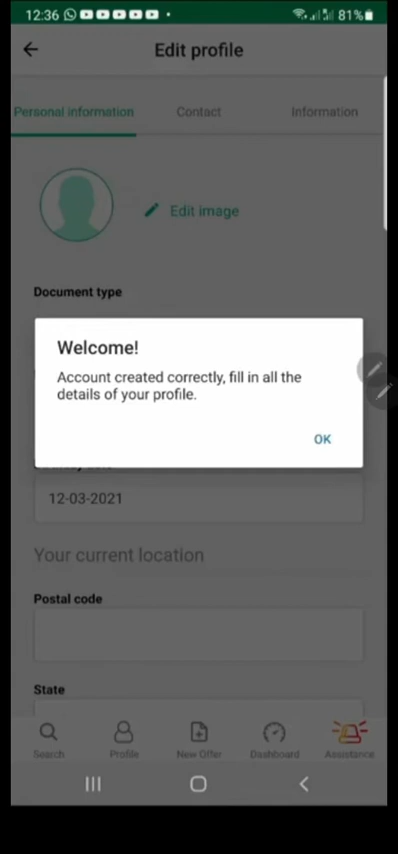 12:36 81%
Edit profile
Personal information Contact Information
Edit image
Document type
Welcome!
Account created correctly, fill in all the
details of your profile.
OK
12-03-2021
Your current location
Postal code
State
Search Profile New Offer Dashboard Assistance